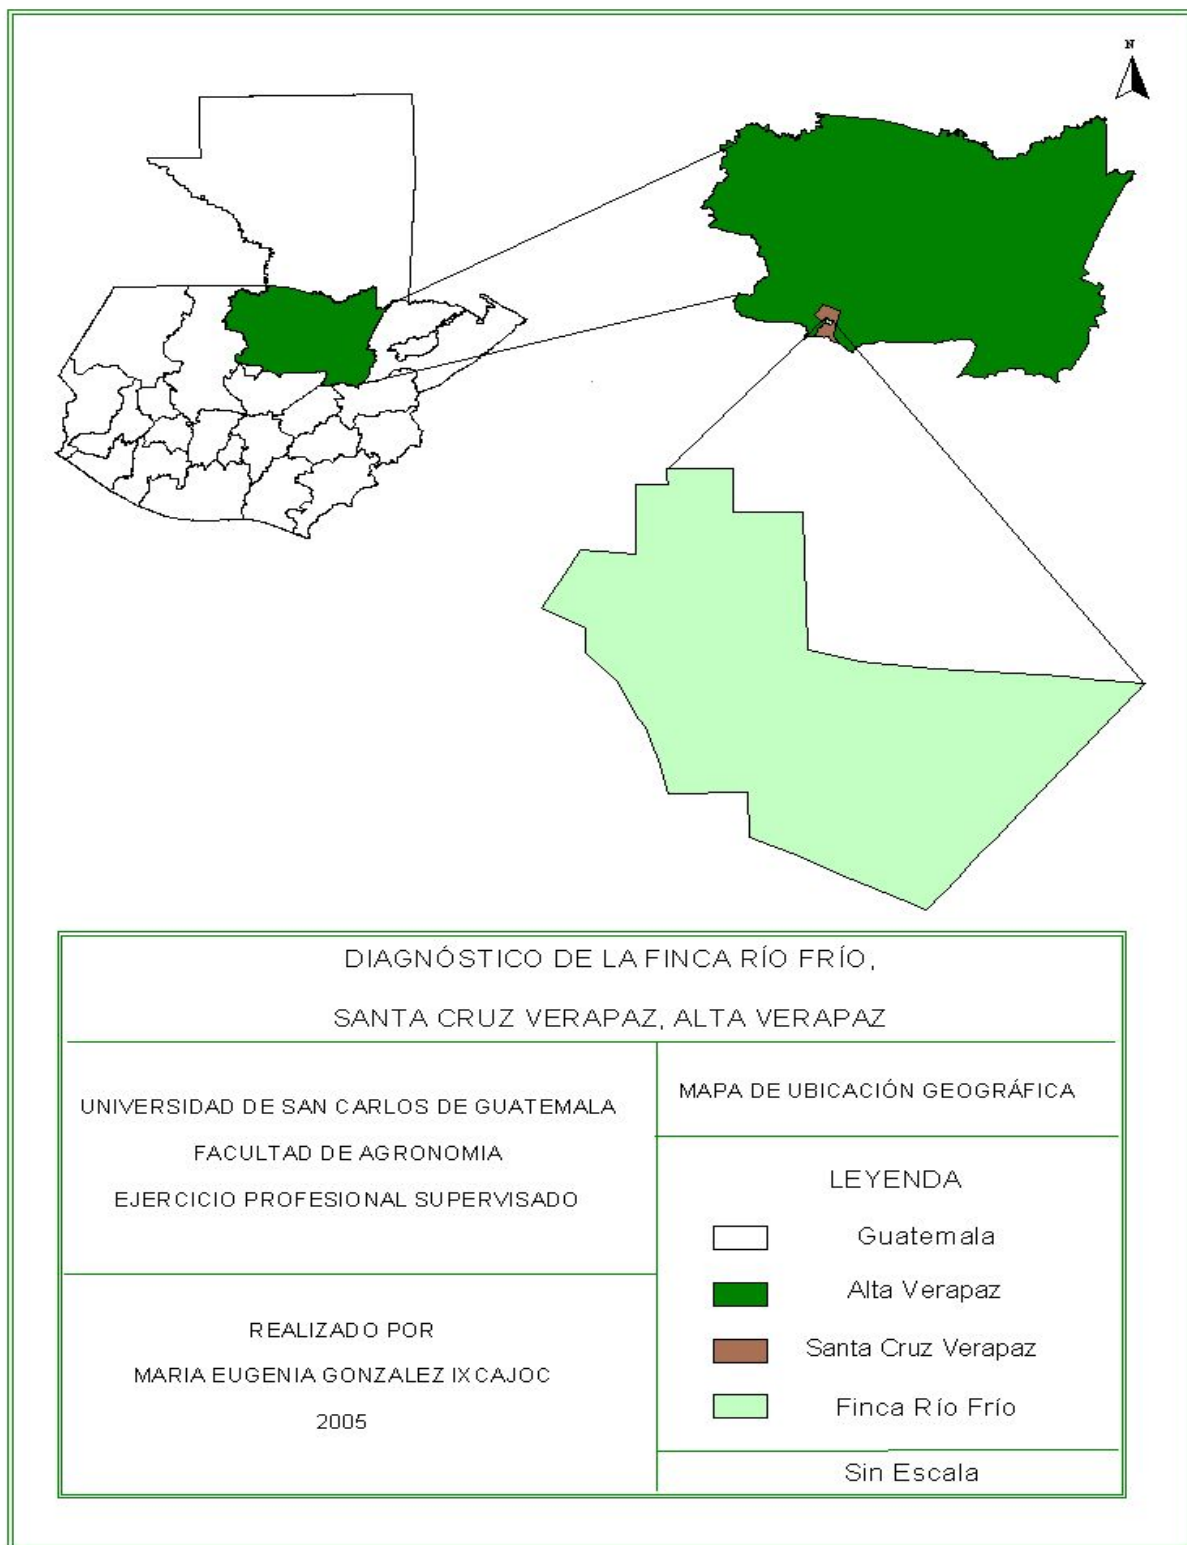 N
DIAGNÓSTICO DE LA FINCA RÍO FRÍO,
SANTA CRUZ VERAPAZ, ALTA VERAPAZ
UNIVERSIDAD DE SAN CARLOS DE GUATEMALA
FACULTAD DE AGRONOMIA
EJERCICIO PROFESIONAL SUPERVISADO
REALIZADO POR
MARIA EUGENIA GONZALEZ IXCAJOC
2005
MAPA DE UBICACIÓN GEOGRÁFICA
LEYENDA
Guatemala
Alta Verapaz
Santa Cruz Verapaz
Finca Río Frío
Sin Escala